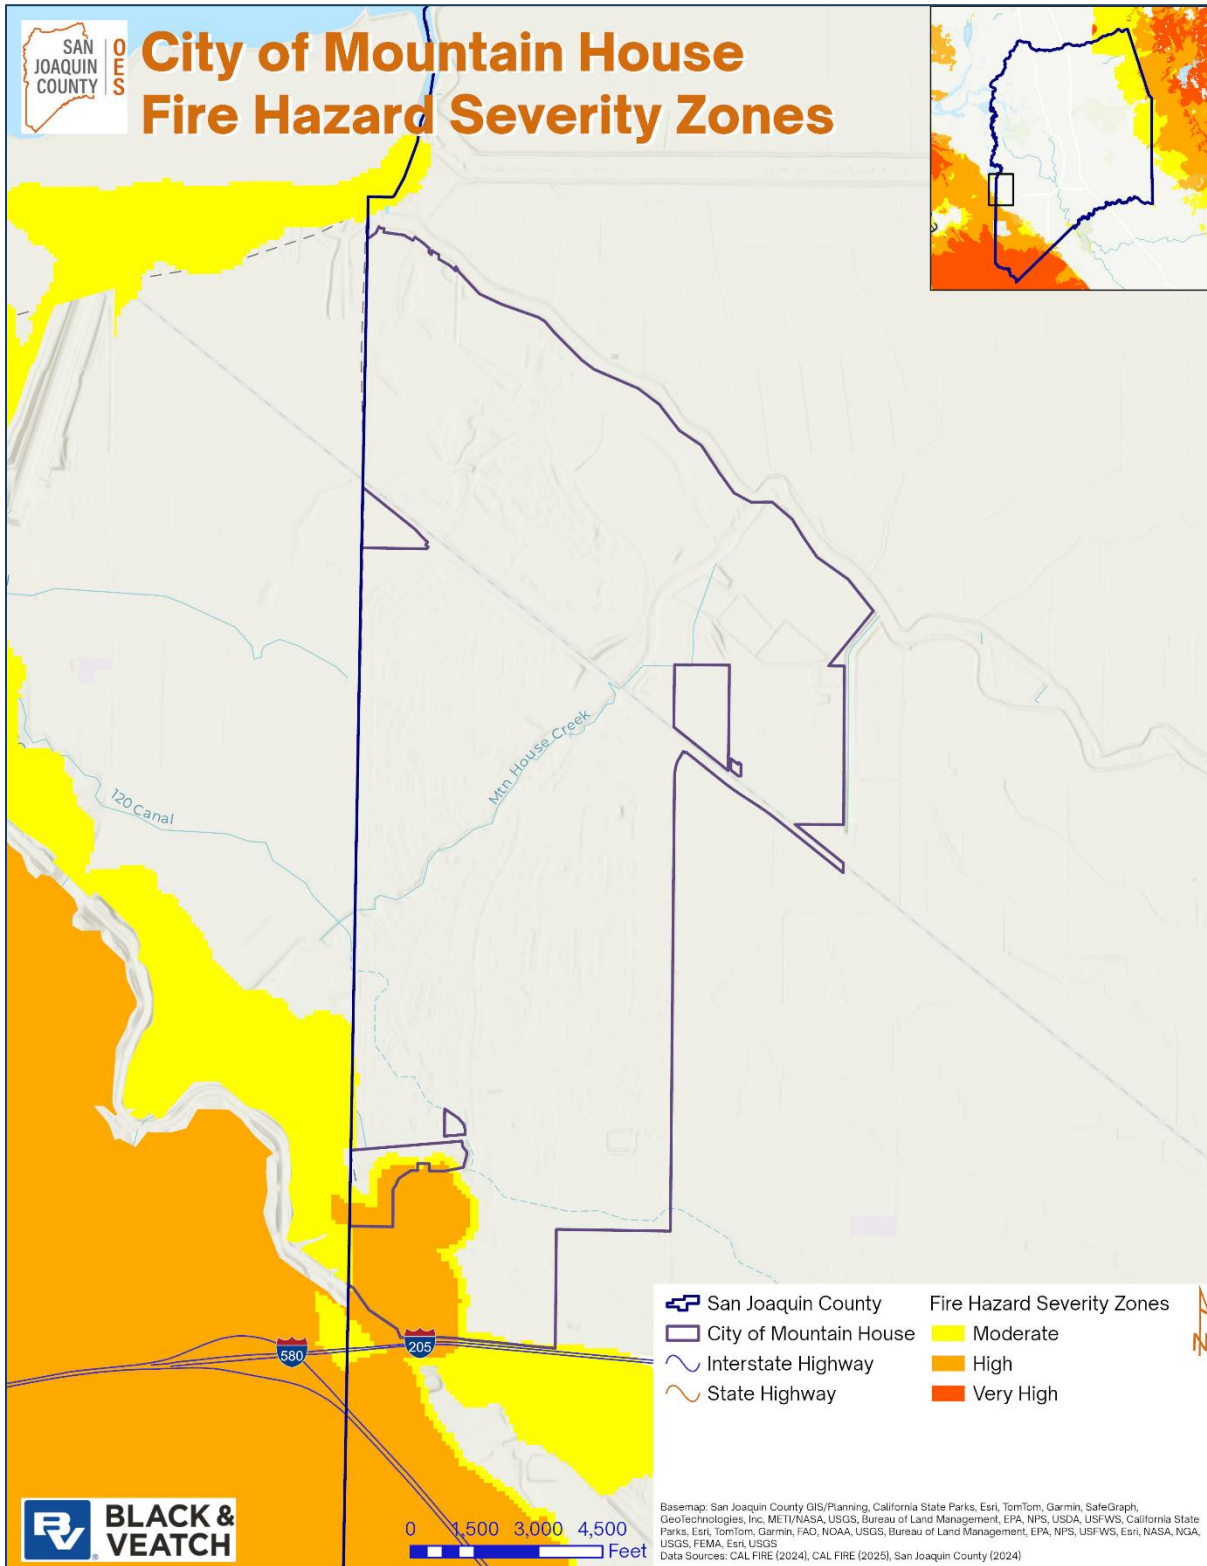 SAN
JOAQUIN
COUNTY
OES
City of Mountain House
Fire Hazard Severity Zones
120 Canal
Mtn House Creek
580
205
San Joaquin County
City of Mountain House
Interstate Highway
State Highway
Fire Hazard Severity Zones
Moderate
High
Very High
N
BV
BLACK &
VEATCH
0 1,500 3,000 4,500
Feet
Basemap: San Joaquin County GIS/Planning, California State Parks, Esri, TomTom, Garmin, SafeGraph,
GeoTechnologies, Inc, METI/NASA, USGS, Bureau of Land Management, EPA, NPS, USDA, USFWS, California State
Parks, Esri, TomTom, Garmin, FAO, NOAA, USGS, Bureau of Land Management, EPA, NPS, USFWS, Esri, NASA, NGA,
USGS, FEMA, Esri, USGS
Data Sources: CAL FIRE (2024), CAL FIRE (2025), San Joaquin County (2024)